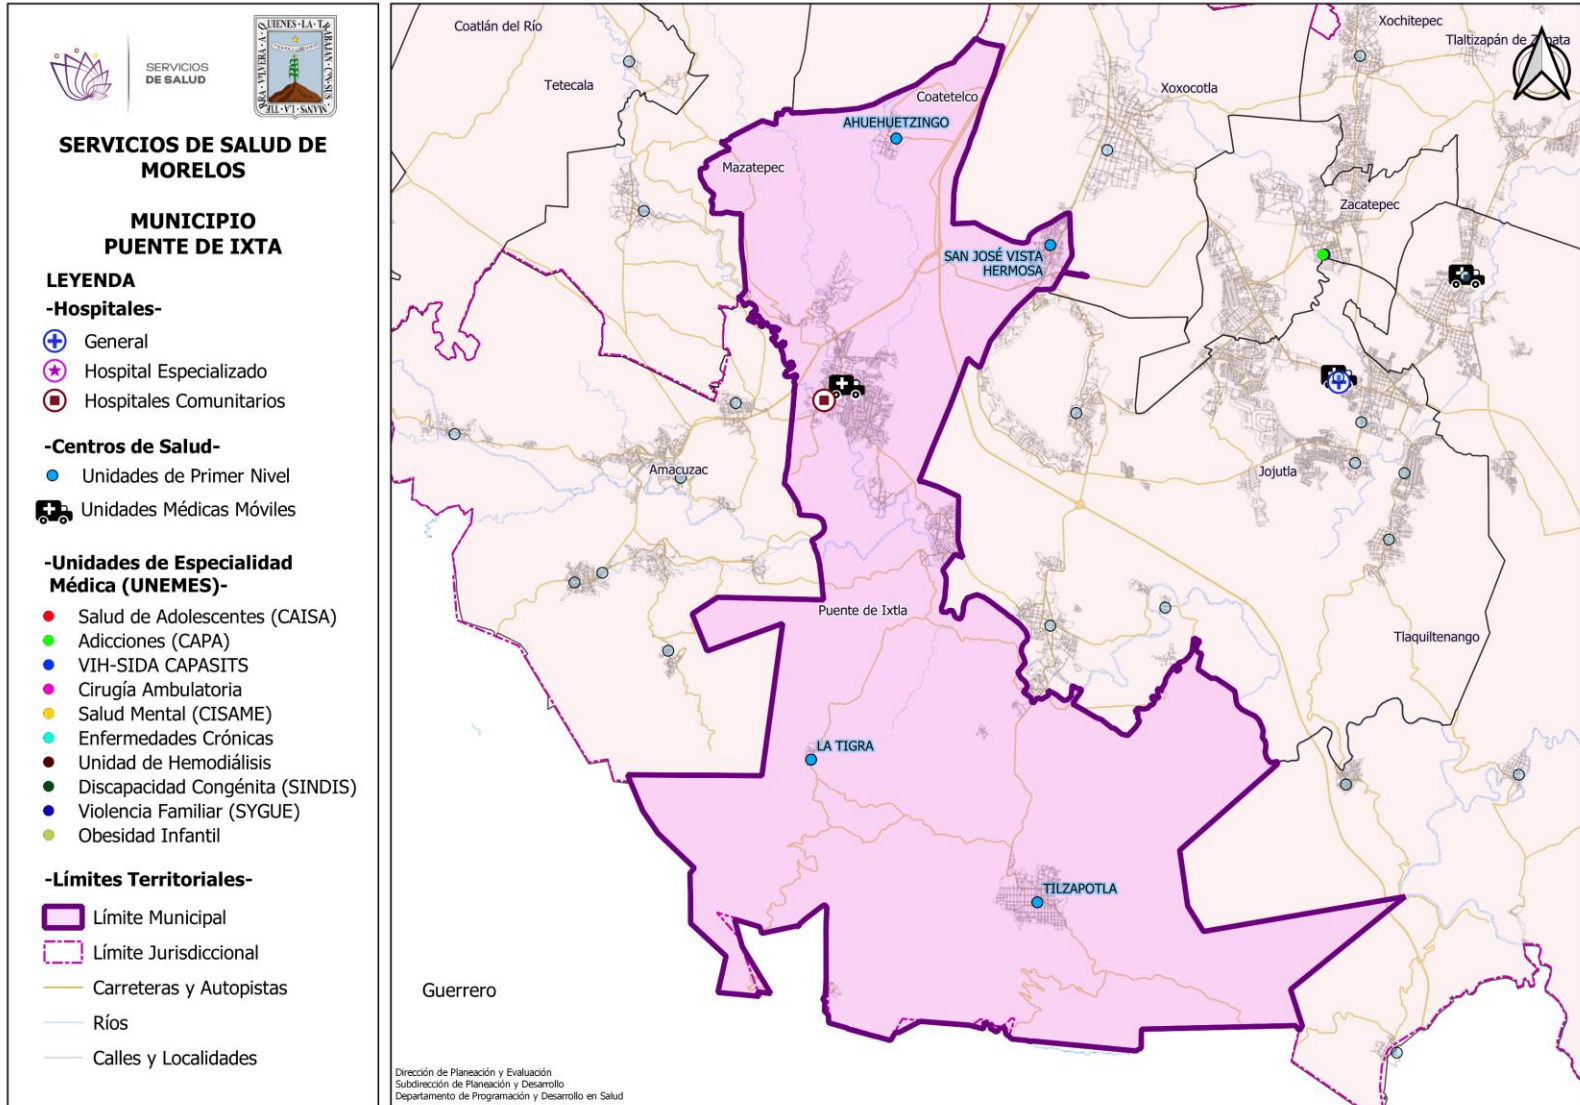 SERVICIOS
DE SALUD
SERVICIOS DE SALUD DE
MORELOS
MUNICIPIO
PUENTE DE IXTA
LEYENDA
-Hospitales-
General
Hospital Especializado
Hospitales Comunitarios
-Centros de Salud-
Unidades de Primer Nivel
Unidades Médicas Móviles
-Unidades de Especialidad
Médica (UNEMES)-
Salud de Adolescentes (CAISA)
Adicciones (CAPA)
VIH-SIDA CAPASITS
Cirugía Ambulatoria
Salud Mental (CISAME)
Enfermedades Crónicas
Unidad de Hemodiálisis
Discapacidad Congénita (SINDIS)
Violencia Familiar (SYGUE)
Obesidad Infantil
-Límites Territoriales-
Límite Municipal
Límite Jurisdiccional
Carreteras y Autopistas
Ríos
Calles y Localidades
Coatlán del Río
Xochitepec
Tlaltizapán de Zapata
Tetecala
Xoxocotla
Coatetelco
AHUEHUETZINGO
Mazatepec
Zacatepec
SAN JOSÉ VISTA
HERMOSA
Amacuzac
Jojutla
Puente de Ixtla
Tlaquiltenango
LA TIGRA
TILZAPOTLA
Guerrero
Dirección de Planeación y Evaluación
Subdirección de Planeación y Desarrollo
Departamento de Programación y Desarrollo en Salud